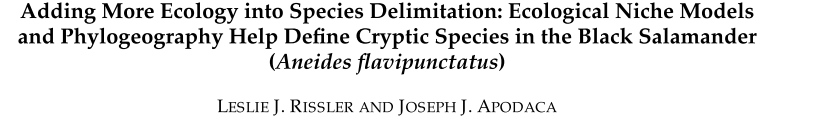 Adding More Ecology into Species Delimitation: Ecological Niche Models
and Phylogeography Help Define Cryptic Species in the Black Salamander
(Aneides flavipunctatus)
LESLIE J. RISSLER AND JOSEPH J. APODACA